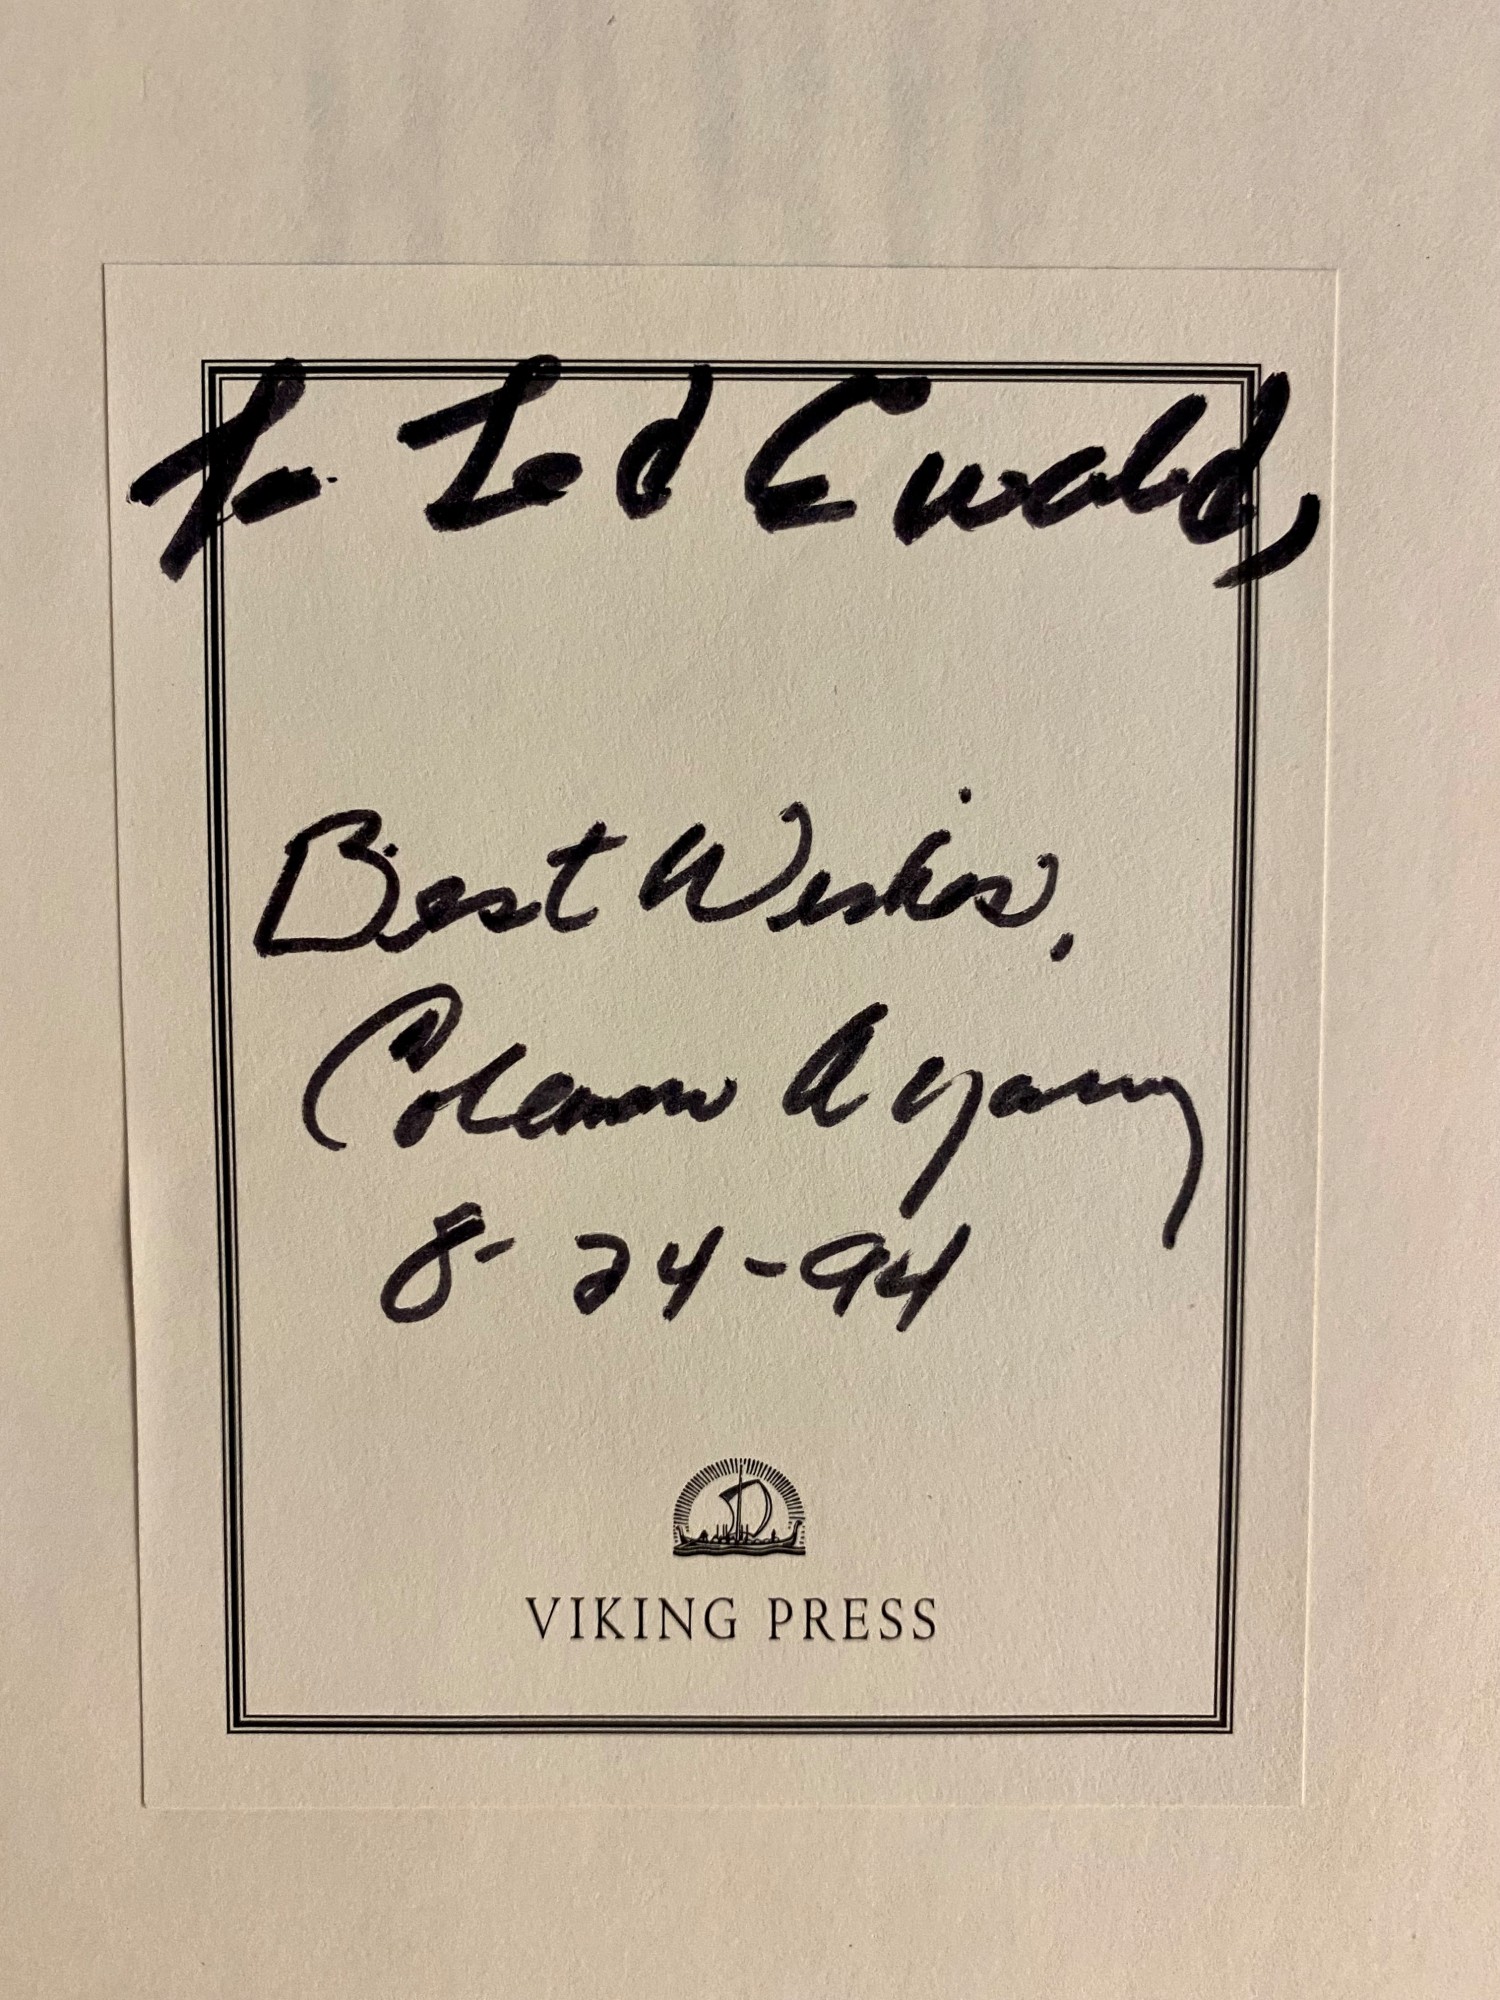 To Ted Ewald,
Best Wishes.
Coleman A Young
8-24-94
VIKING PRESS